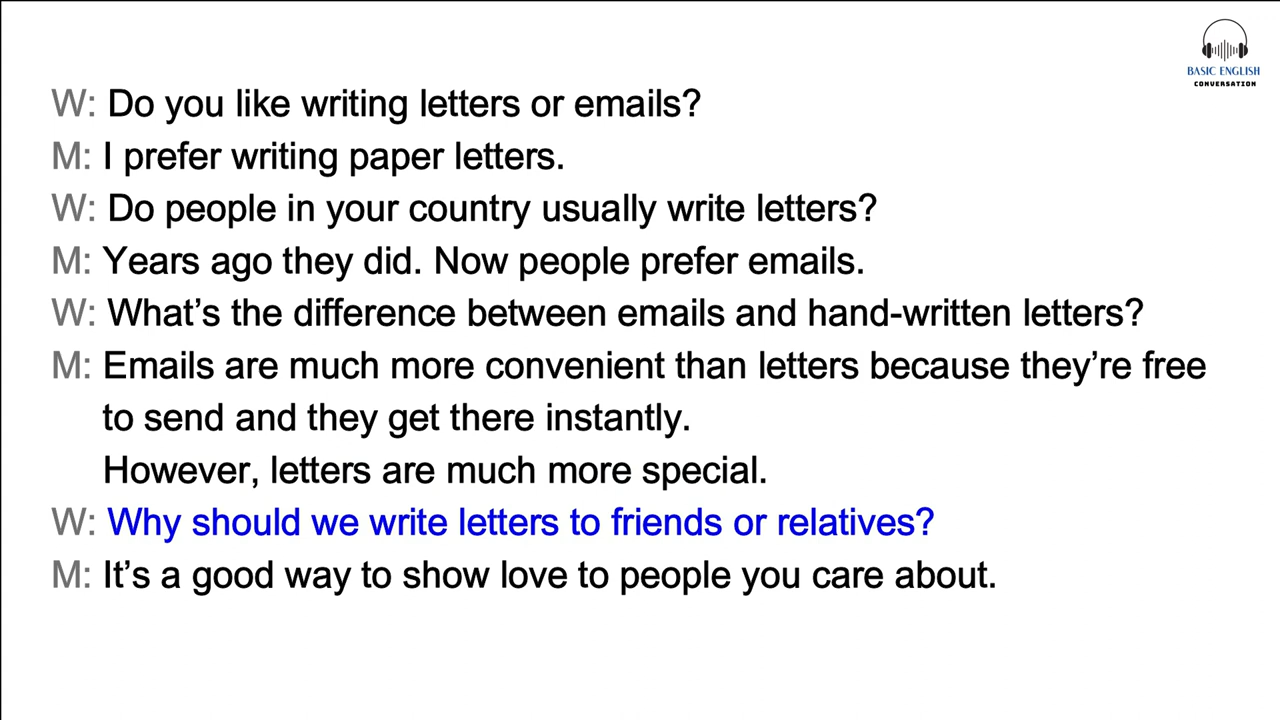 BASIC ENGLISH
CONVERSATION
W: Do you like writing letters or emails?
M: I prefer writing paper letters.
W: Do people in your country usually write letters?
M: Years ago they did. Now people prefer emails.
W: What’s the difference between emails and hand-written letters?
M: Emails are much more convenient than letters because they’re free
to send and they get there instantly.
However, letters are much more special.
W: Why should we write letters to friends or relatives?
M: It’s a good way to show love to people you care about.